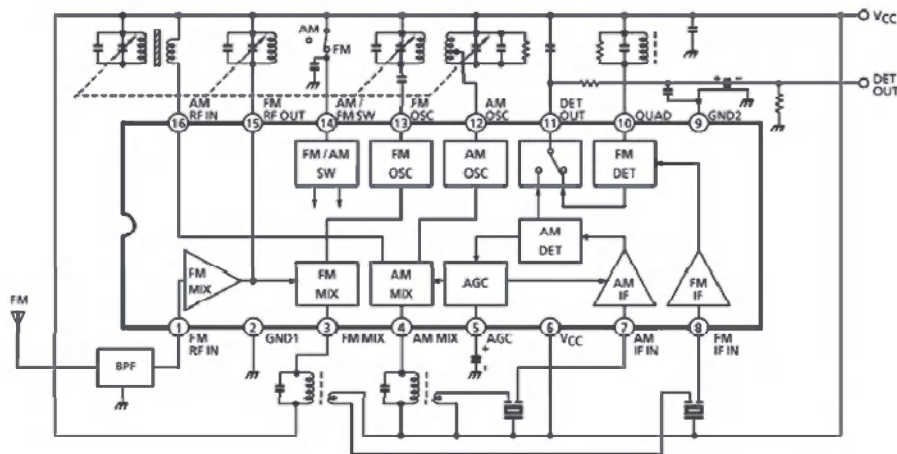 AM
FM
VCC
DET
OUT
AM
RF IN
FM
RF OUT
AM /
FM SW
FM
OSC
AM
OSC
DET
OUT
QUAD
GND2
16
15
14
13
12
11
10
9
FM / AM
SW
FM
OSC
AM
OSC
FM
DET
AM
DET
FM
MIX
FM
MIX
AM
MIX
AGC
AM
IF
FM
IF
FM
1
2
3
4
5
6
7
8
FM
RF IN
GND1
FM MIX
AM MIX
AGC
VCC
AM
IF IN
FM
IF IN
BPF